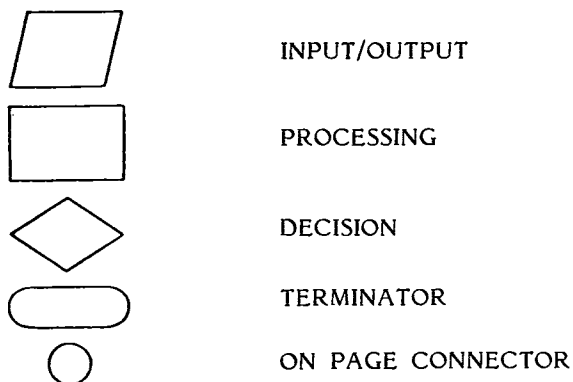 INPUT/OUTPUT
PROCESSING
DECISION
TERMINATOR
ON PAGE CONNECTOR